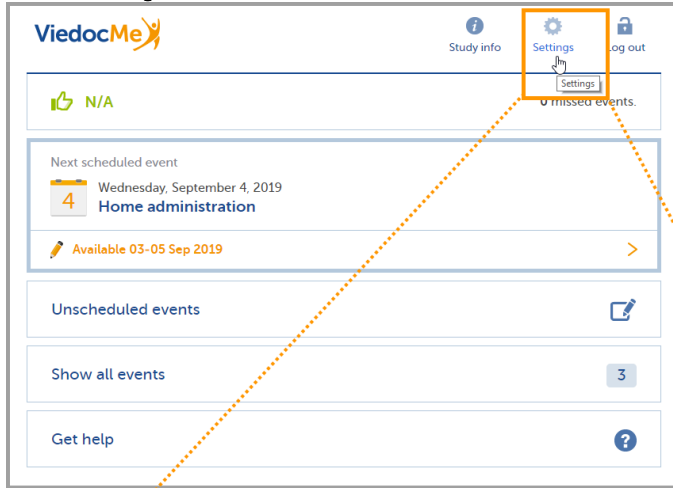 ViedocMe
Study info
Settings
Log out
Settings
N/A
0 missed events.
Next scheduled event
4
Wednesday, September 4, 2019
Home administration
Available 03-05 Sep 2019
Unscheduled events
Show all events
3
Get help
?